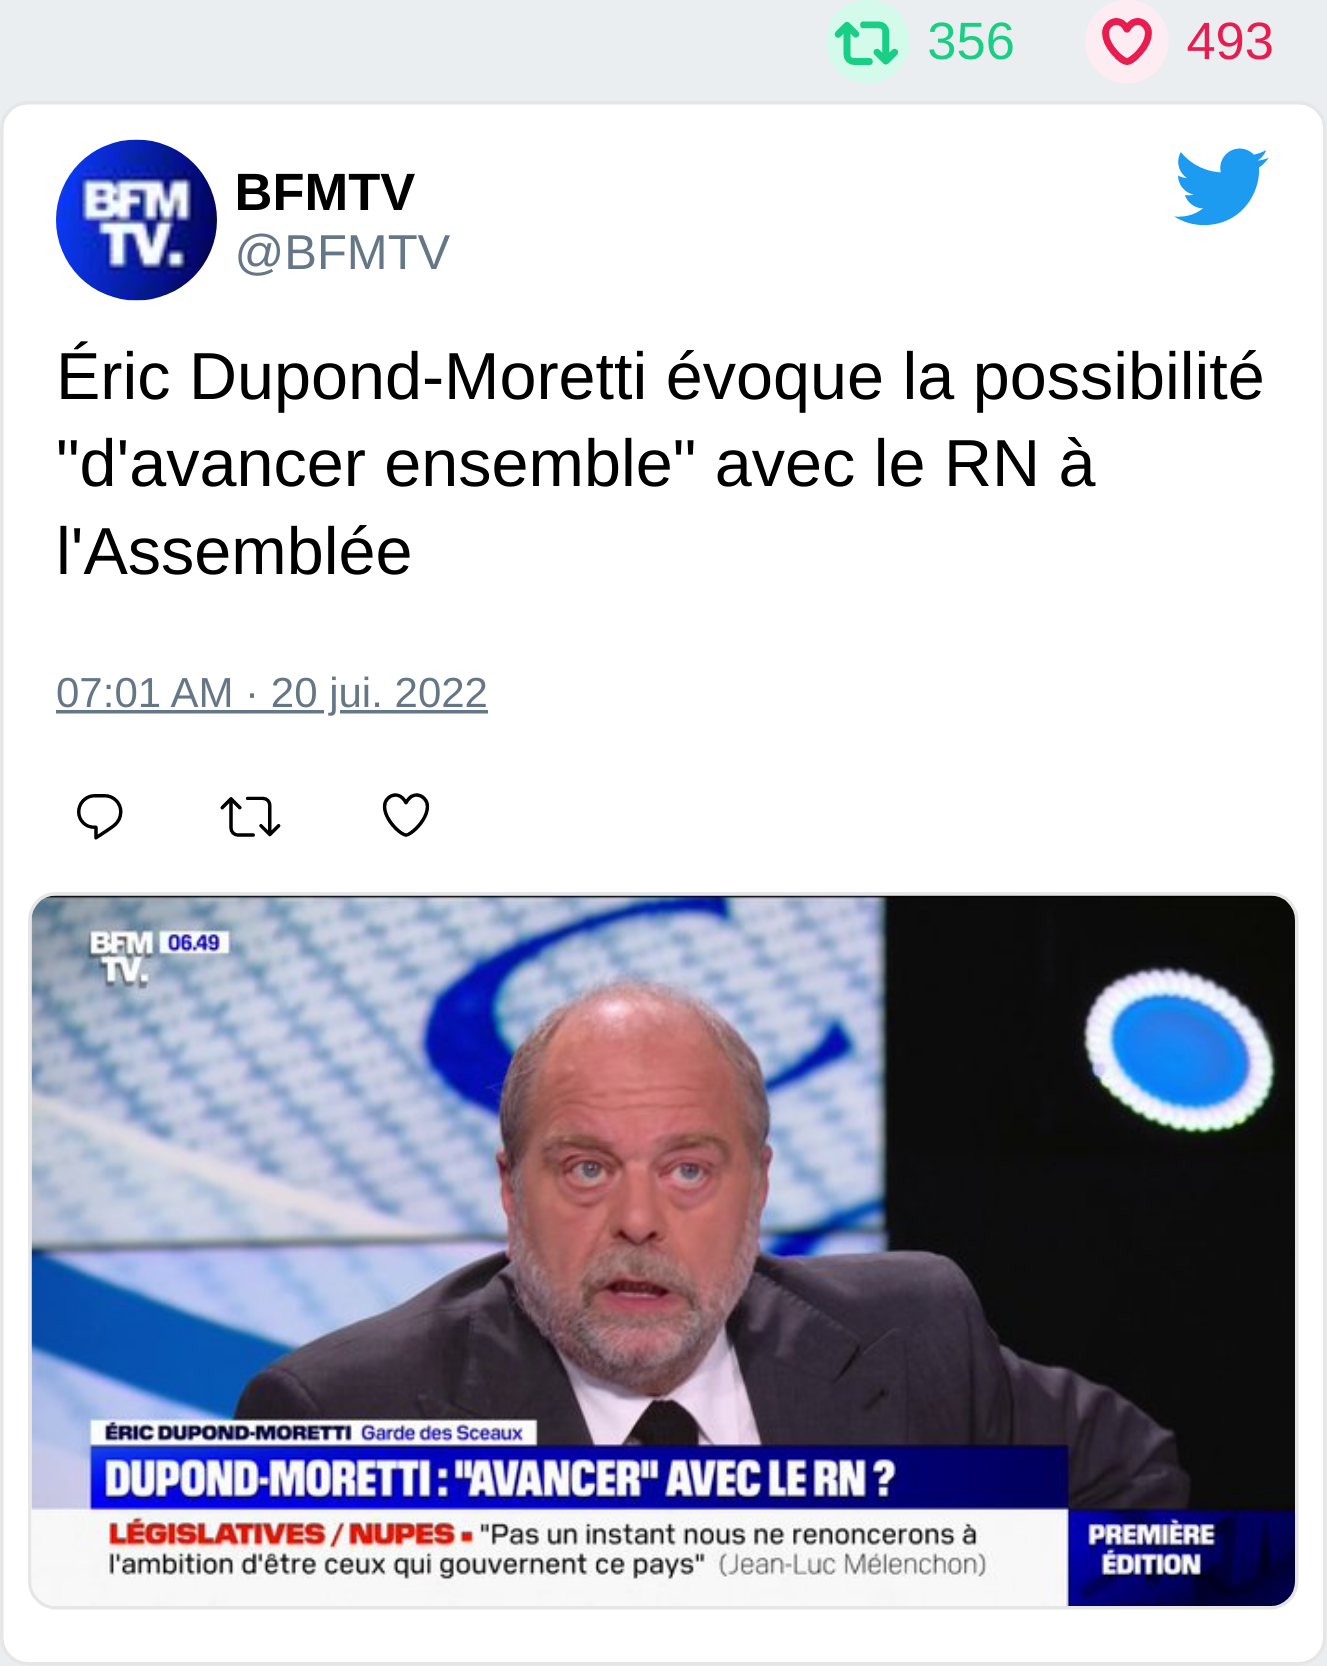 356 493
BFM
TV.
BFMTV
@BFMTV
Éric Dupond-Moretti évoque la possibilité
"d'avancer ensemble" avec le RN à
l'Assemblée
07:01 AM · 20 jui. 2022
BFM 06.49
TV.
ÉRIC DUPOND-MORETTI Garde des Sceaux
DUPOND-MORETTI : "AVANCER" AVEC LE RN ?
LÉGISLATIVES / NUPES ▪ "Pas un instant nous ne renoncerons à
l'ambition d'être ceux qui gouvernent ce pays" (Jean-Luc Mélenchon)
PREMIÈRE
ÉDITION